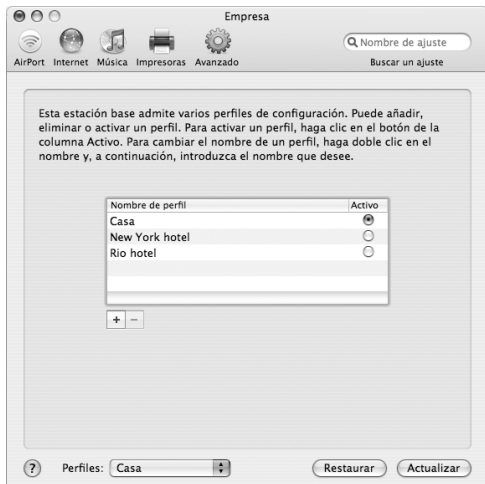 Empresa
AirPort Internet Música Impresoras Avanzado
Nombre de ajuste
Buscar un ajuste
Esta estación base admite varios perfiles de configuración. Puede añadir,
eliminar o activar un perfil. Para activar un perfil, haga clic en el botón de la
columna Activo. Para cambiar el nombre de un perfil, haga doble clic en el
nombre y, a continuación, introduzca el nombre que desee.
Nombre de perfil Activo
Casa
New York hotel
Rio hotel
+ −
? Perfiles: Casa Restaurar Actualizar